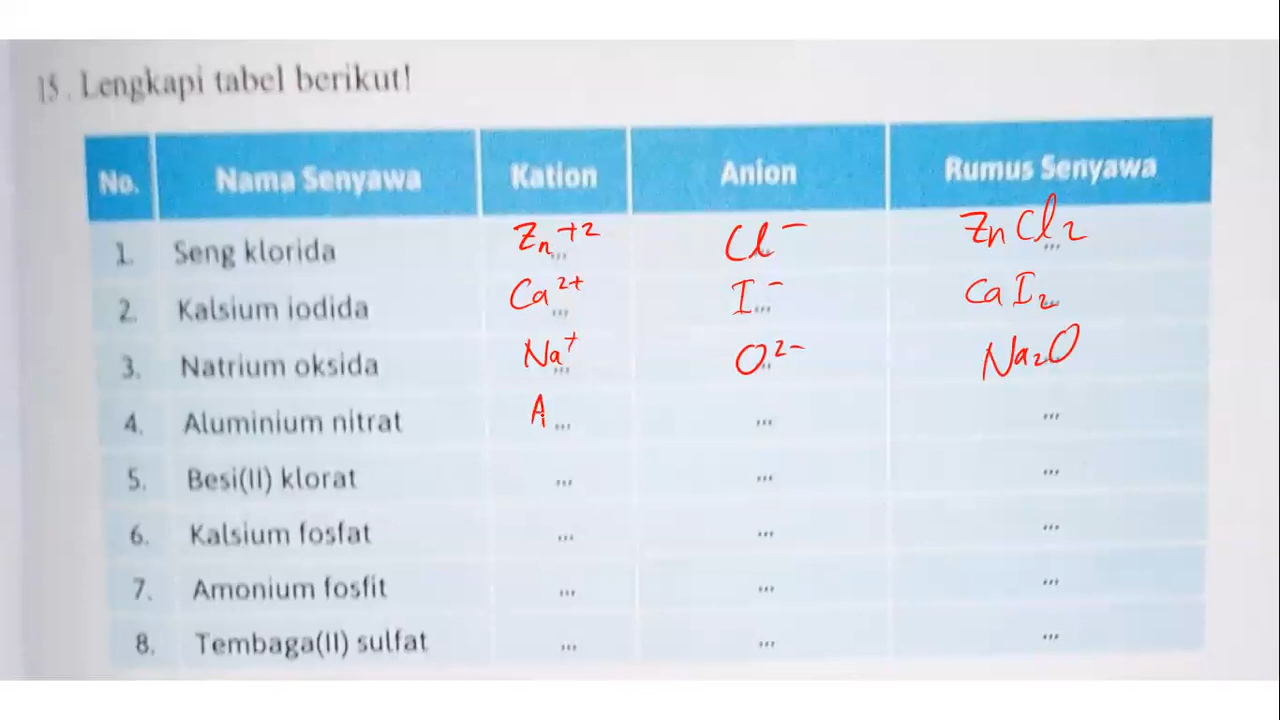 15. Lengkapi tabel berikut!
No. Nama Senyawa Kation Anion Rumus Senyawa
1. Seng klorida Zn+2 Cl- ZnCl2
2. Kalsium iodida Ca2+ I- CaI2
3. Natrium oksida Na+ O2- Na2O
4. Aluminium nitrat A... ... ...
5. Besi(II) klorat ... ... ...
6. Kalsium fosfat ... ... ...
7. Amonium fosfit ... ... ...
8. Tembaga(II) sulfat ... ... ...